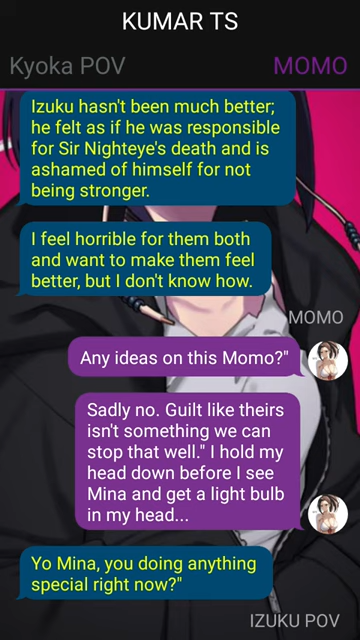 KUMAR TS
Kyoka POV
MOMO
Izuku hasn't been much better;
he felt as if he was responsible
for Sir Nighteye's death and is
ashamed of himself for not
being stronger.
I feel horrible for them both
and want to make them feel
better, but I don't know how.
MOMO
Any ideas on this Momo?"
Sadly no. Guilt like theirs
isn't something we can
stop that well." I hold my
head down before I see
Mina and get a light bulb
in my head...
Yo Mina, you doing anything
special right now?"
IZUKU POV